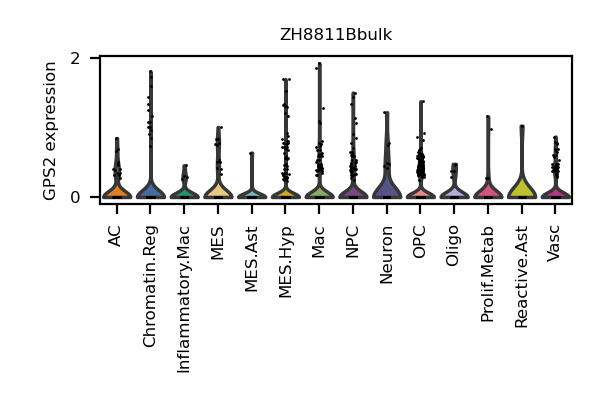 ZH8811Bbulk
GPS2 expression
2
0
AC
Chromatin.Reg
Inflammatory.Mac
MES
MES.Ast
MES.Hyp
Mac
NPC
Neuron
OPC
Oligo
Prolif.Metab
Reactive.Ast
Vasc